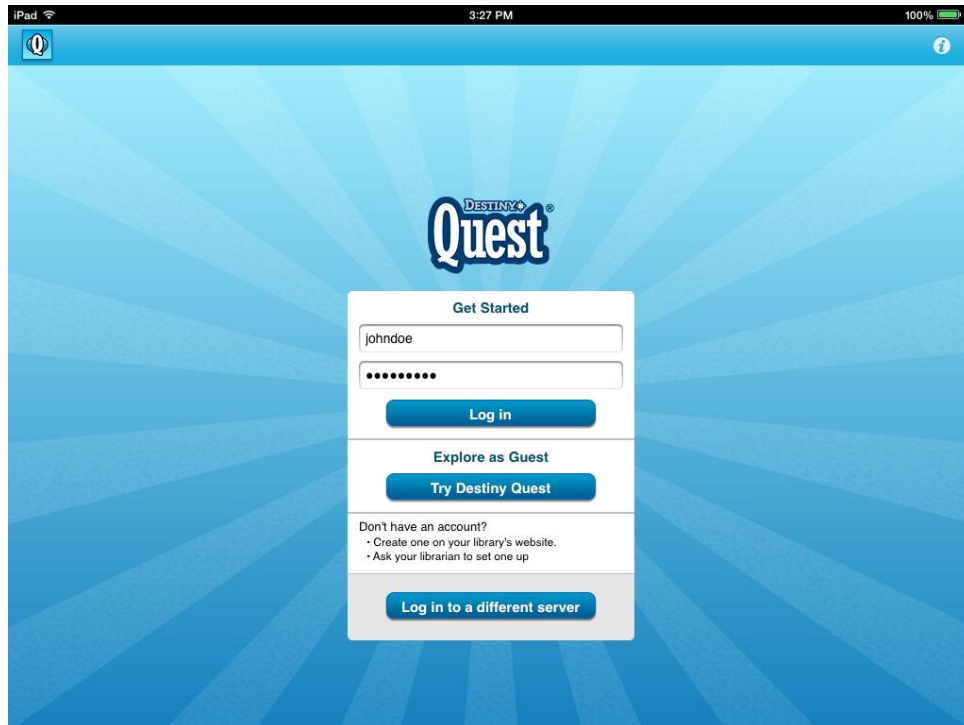 iPad 3:27 PM 100%
Q
i
DESTINY
Quest®
Get Started
johndoe
•••••••••
Log in
Explore as Guest
Try Destiny Quest
Don't have an account?
· Create one on your library's website.
· Ask your librarian to set one up
Log in to a different server